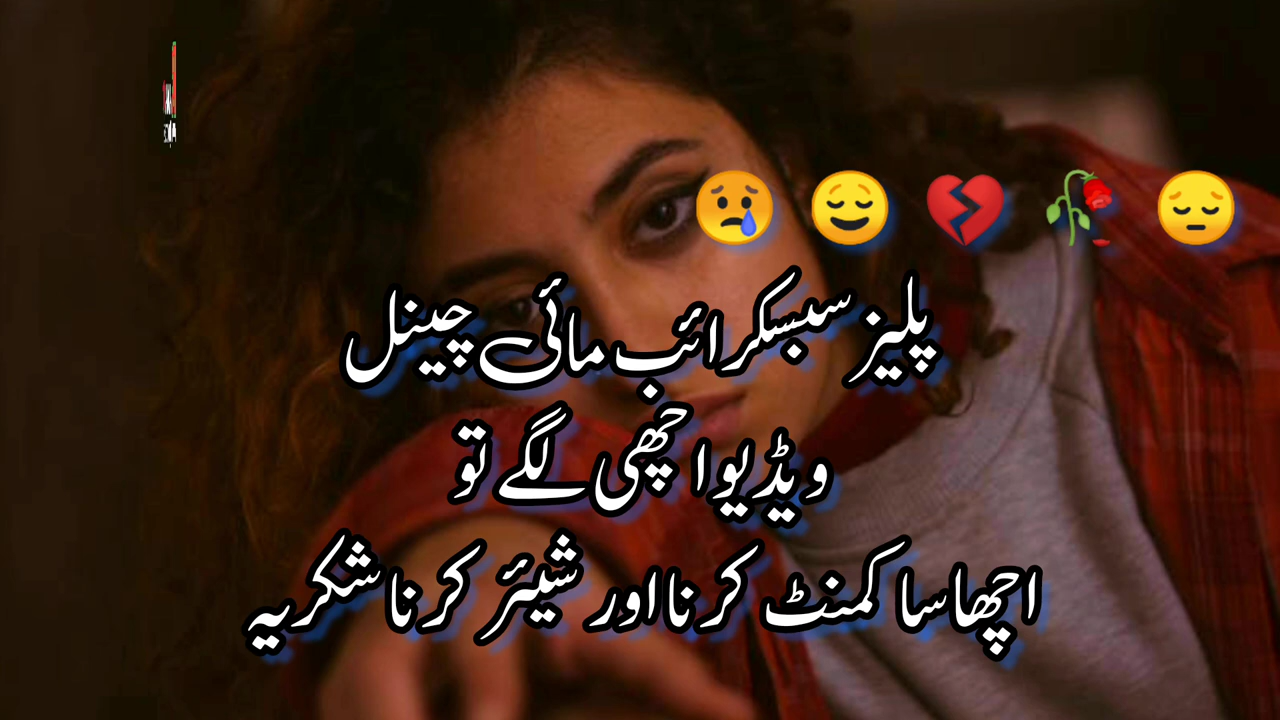 😢 😌 💔 🥀 😔
پلیز سبسکرائب مائی چینل
ویڈیو اچھی لگے تو
اچھا سا کمنٹ کرنا اور شیئر کرنا شکریہ